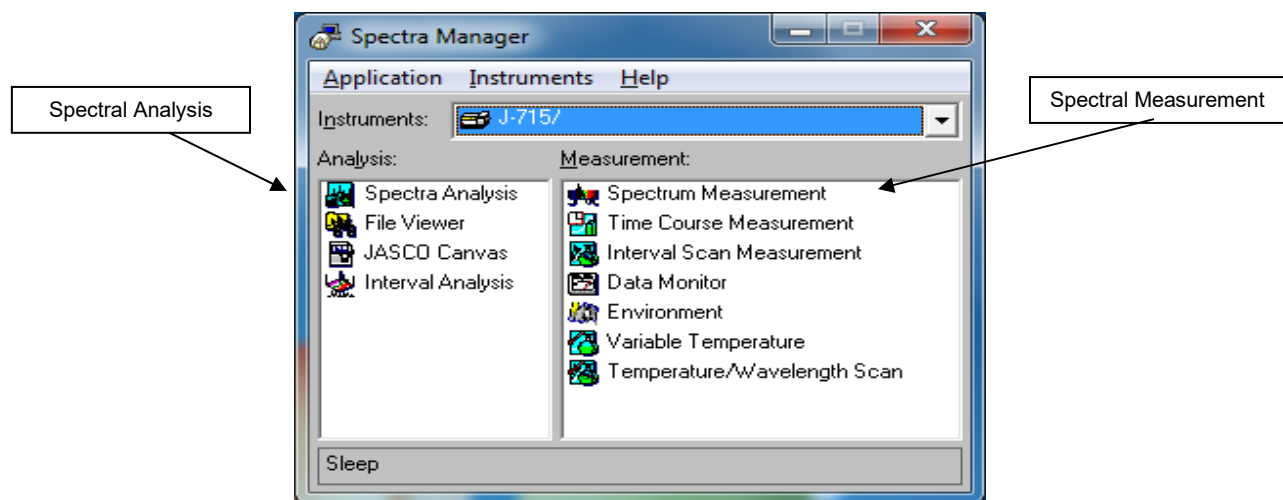 Spectra Manager
Application Instruments Help
Spectral Analysis
Spectral Measurement
Instruments: J-715/
Analysis: Measurement:
Spectra Analysis
File Viewer
JASCO Canvas
Interval Analysis
Spectrum Measurement
Time Course Measurement
Interval Scan Measurement
Data Monitor
Environment
Variable Temperature
Temperature/Wavelength Scan
Sleep